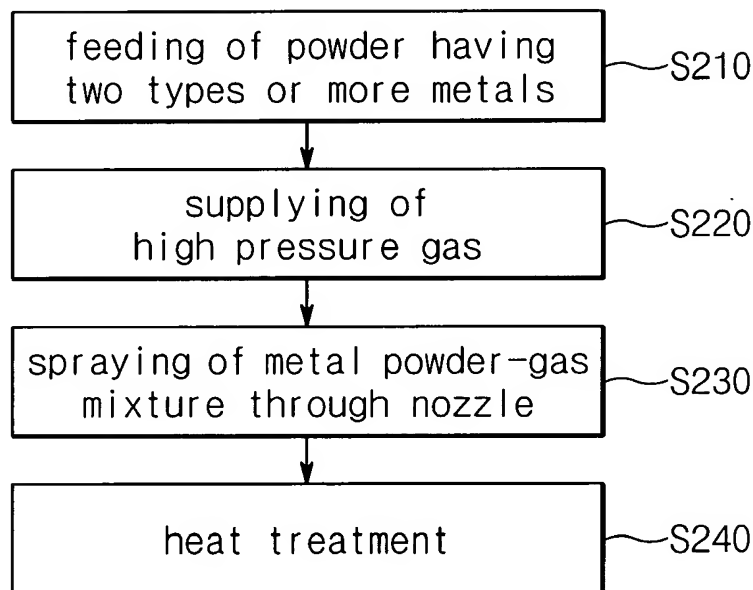 feeding of powder having
two types or more metals
S210
supplying of
high pressure gas
S220
spraying of metal powder-gas
mixture through nozzle
S230
heat treatment
S240